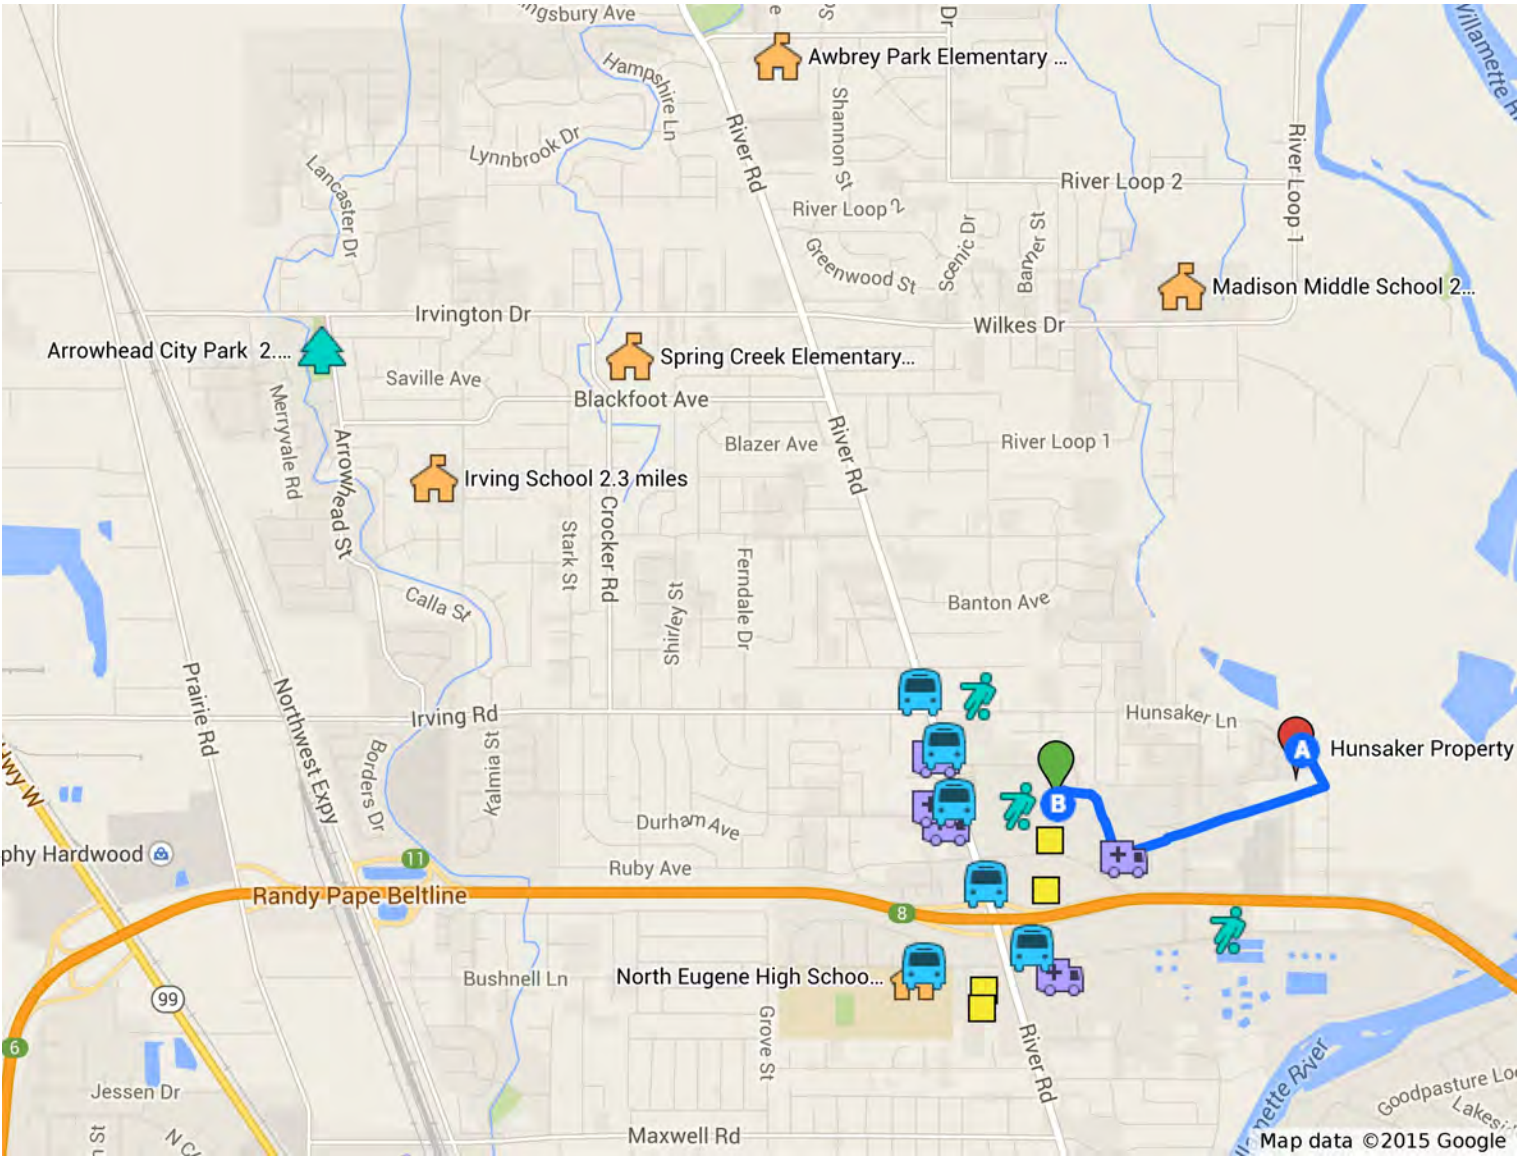 ngsbury Ave
Dr
Awbrey Park Elementary ...
Hampshire Ln
Shannon St
River Rd
Lynnbrook Dr
Lancaster Dr
River Loop 2
River Loop 1
River Loop 2
Scenic Dr
Banner St
Greenwood St
Madison Middle School 2...
Irvington Dr
Wilkes Dr
Arrowhead City Park 2....
Spring Creek Elementary...
Saville Ave
Blackfoot Ave
Merryvale Rd
Arrowhead St
Blazer Ave
River Rd
River Loop 1
Irving School 2.3 miles
Crocker Rd
Stark St
Shirley St
Ferndale Dr
Calla St
Banton Ave
Prairie Rd
Northwest Expy
Irving Rd
Hunsaker Ln
Kalmia St
Borders Dr
A
Hunsaker Property
B
Hwy W
Durham Ave
phy Hardwood
11
Ruby Ave
Randy Pape Beltline
8
North Eugene High Schoo...
Bushnell Ln
99
Grove St
River Rd
6
Jessen Dr
Goodpasture Loo
Maxwell Rd
Map data ©2015 Google